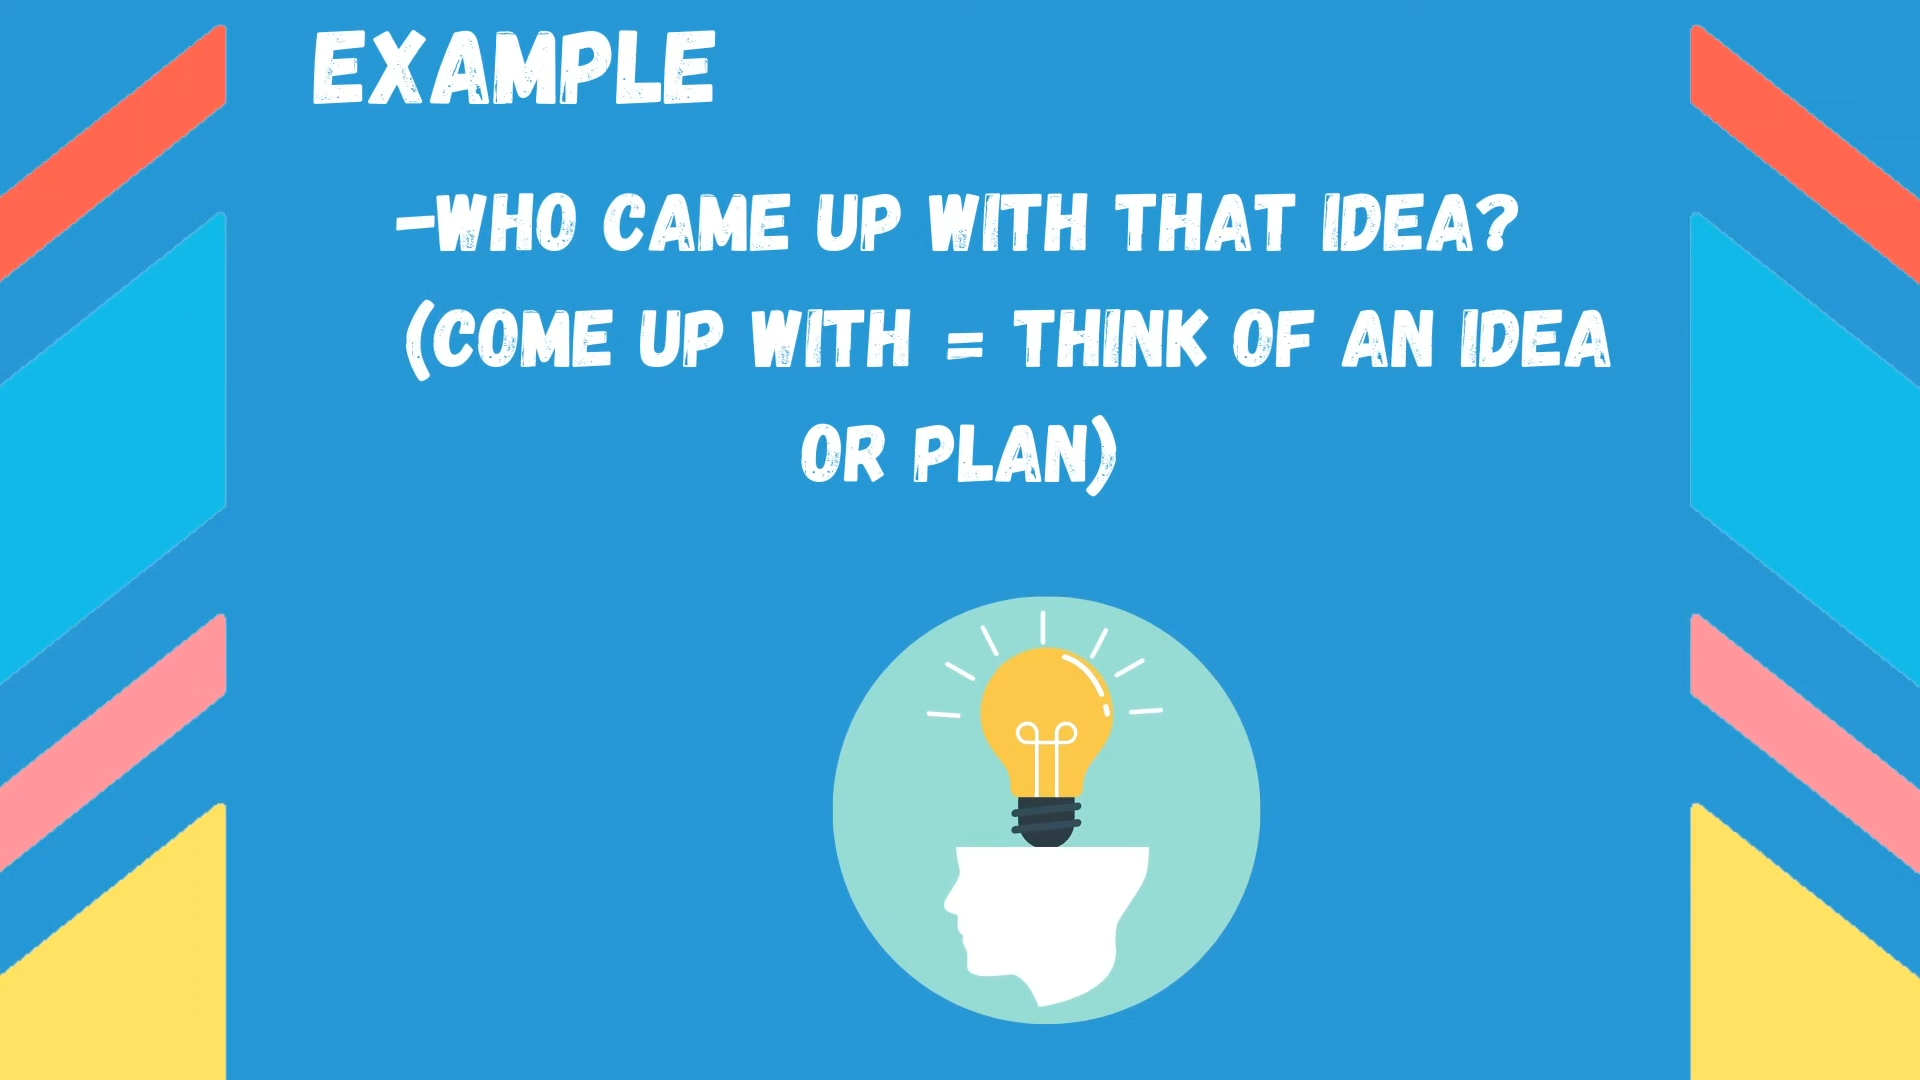 EXAMPLE
-WHO CAME UP WITH THAT IDEA?
(COME UP WITH = THINK OF AN IDEA
OR PLAN)